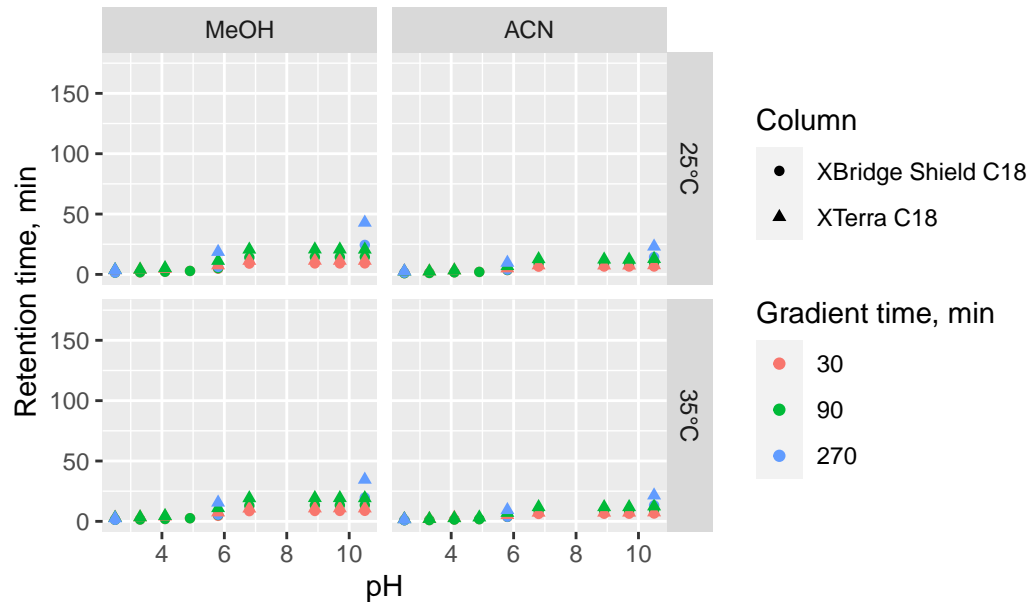 MeOH
ACN
Retention time, min
150
100
50
0
25°C
150
100
50
0
35°C
4
6
8
10
4
6
8
10
pH
Column
XBridge Shield C18
XTerra C18
Gradient time, min
30
90
270